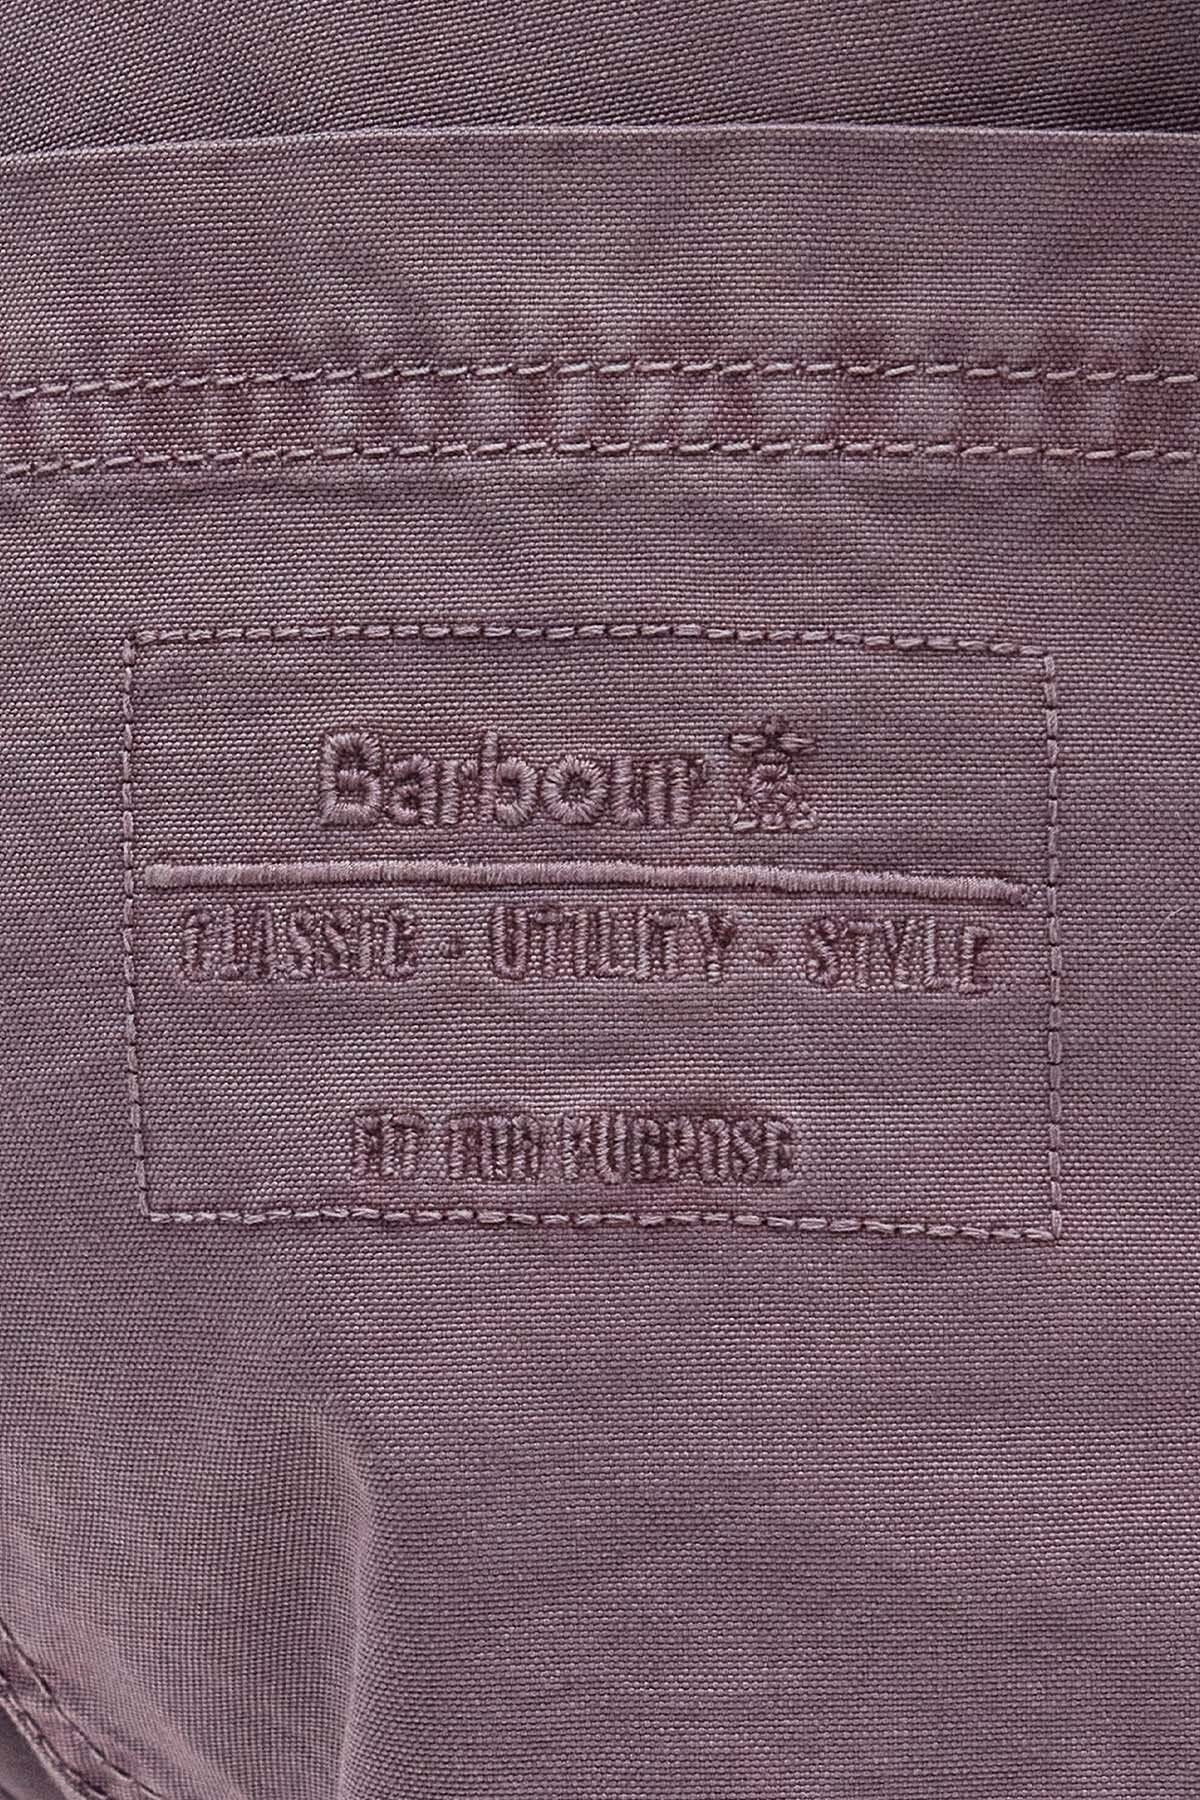 Barbour
CLASSIC · UTILITY · STYLE
FIT FOR PURPOSE